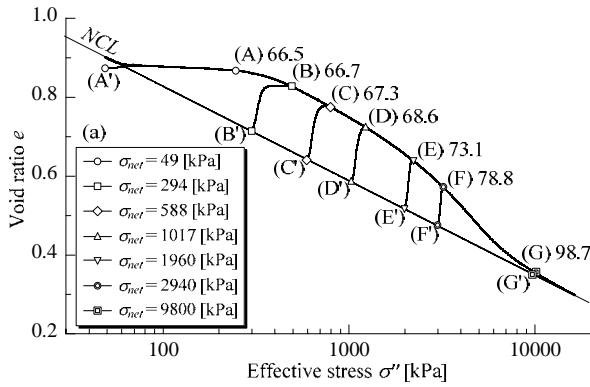 1.0
0.8
0.6
0.4
0.2
Void ratio e
NCL
(A')
(A) 66.5
(B) 66.7
(C) 67.3
(D) 68.6
(E) 73.1
(F) 78.8
(G) 98.7
(B')
(C')
(D')
(E')
(F')
(G')
(a)
σnet = 49 [kPa]
σnet = 294 [kPa]
σnet = 588 [kPa]
σnet = 1017 [kPa]
σnet = 1960 [kPa]
σnet = 2940 [kPa]
σnet = 9800 [kPa]
100
1000
10000
Effective stress σ″ [kPa]